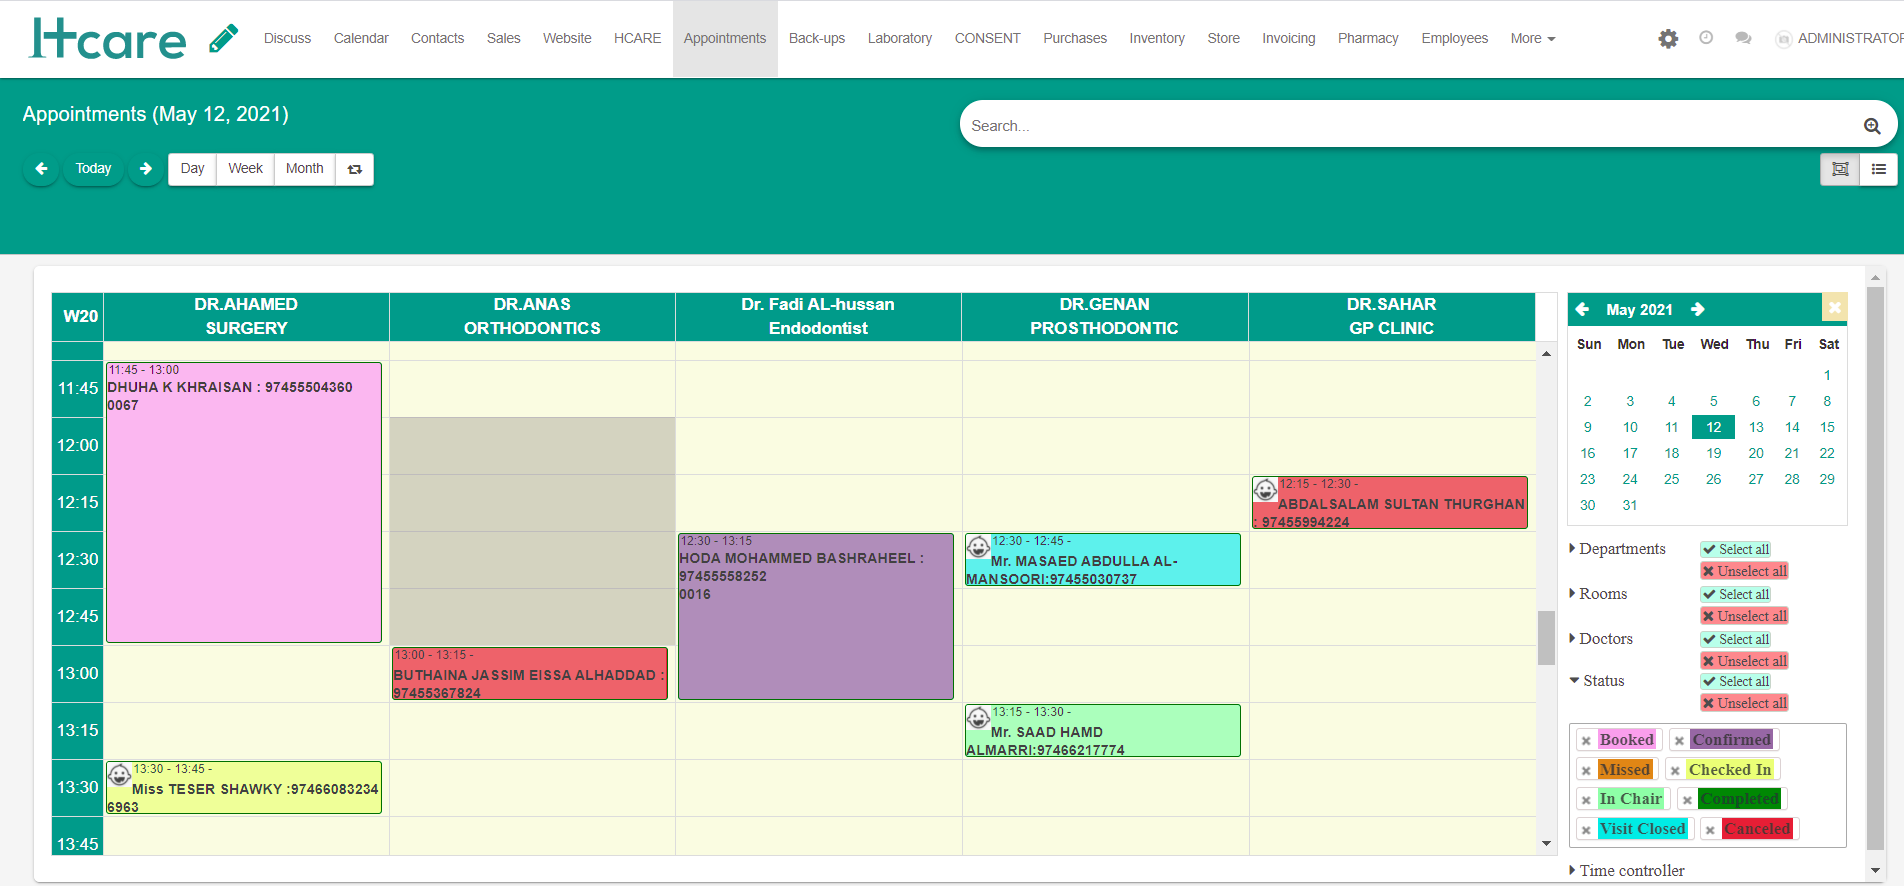 Htcare
Discuss Calendar Contacts Sales Website HCARE Appointments Back-ups Laboratory CONSENT Purchases Inventory Store Invoicing Pharmacy Employees More ADMINISTRATOR
Appointments (May 12, 2021)
Search...
Today Day Week Month
W20
DR.AHAMED
SURGERY
DR.ANAS
ORTHODONTICS
Dr. Fadi AL-hussan
Endodontist
DR.GENAN
PROSTHODONTIC
DR.SAHAR
GP CLINIC
11:45
12:00
12:15
12:30
12:45
13:00
13:15
13:30
13:45
11:45 - 13:00
DHUHA K KHRAISAN : 97455504360
0067
13:30 - 13:45 -
Miss TESER SHAWKY :97466083234
6963
13:00 - 13:15 -
BUTHAINA JASSIM EISSA ALHADDAD :
97455367824
12:30 - 13:15
HODA MOHAMMED BASHRAHEEL :
97455558252
0016
12:30 - 12:45 -
Mr. MASAED ABDULLA AL-
MANSOORI:97455030737
13:15 - 13:30 -
Mr. SAAD HAMD
ALMARRI:97466217774
12:15 - 12:30 -
ABDALSALAM SULTAN THURGHAN
: 97455994224
May 2021
Sun Mon Tue Wed Thu Fri Sat
1
2 3 4 5 6 7 8
9 10 11 12 13 14 15
16 17 18 19 20 21 22
23 24 25 26 27 28 29
30 31
Departments Select all
Unselect all
Rooms Select all
Unselect all
Doctors Select all
Unselect all
Status Select all
Unselect all
Booked Confirmed
Missed Checked In
In Chair Completed
Visit Closed Canceled
Time controller